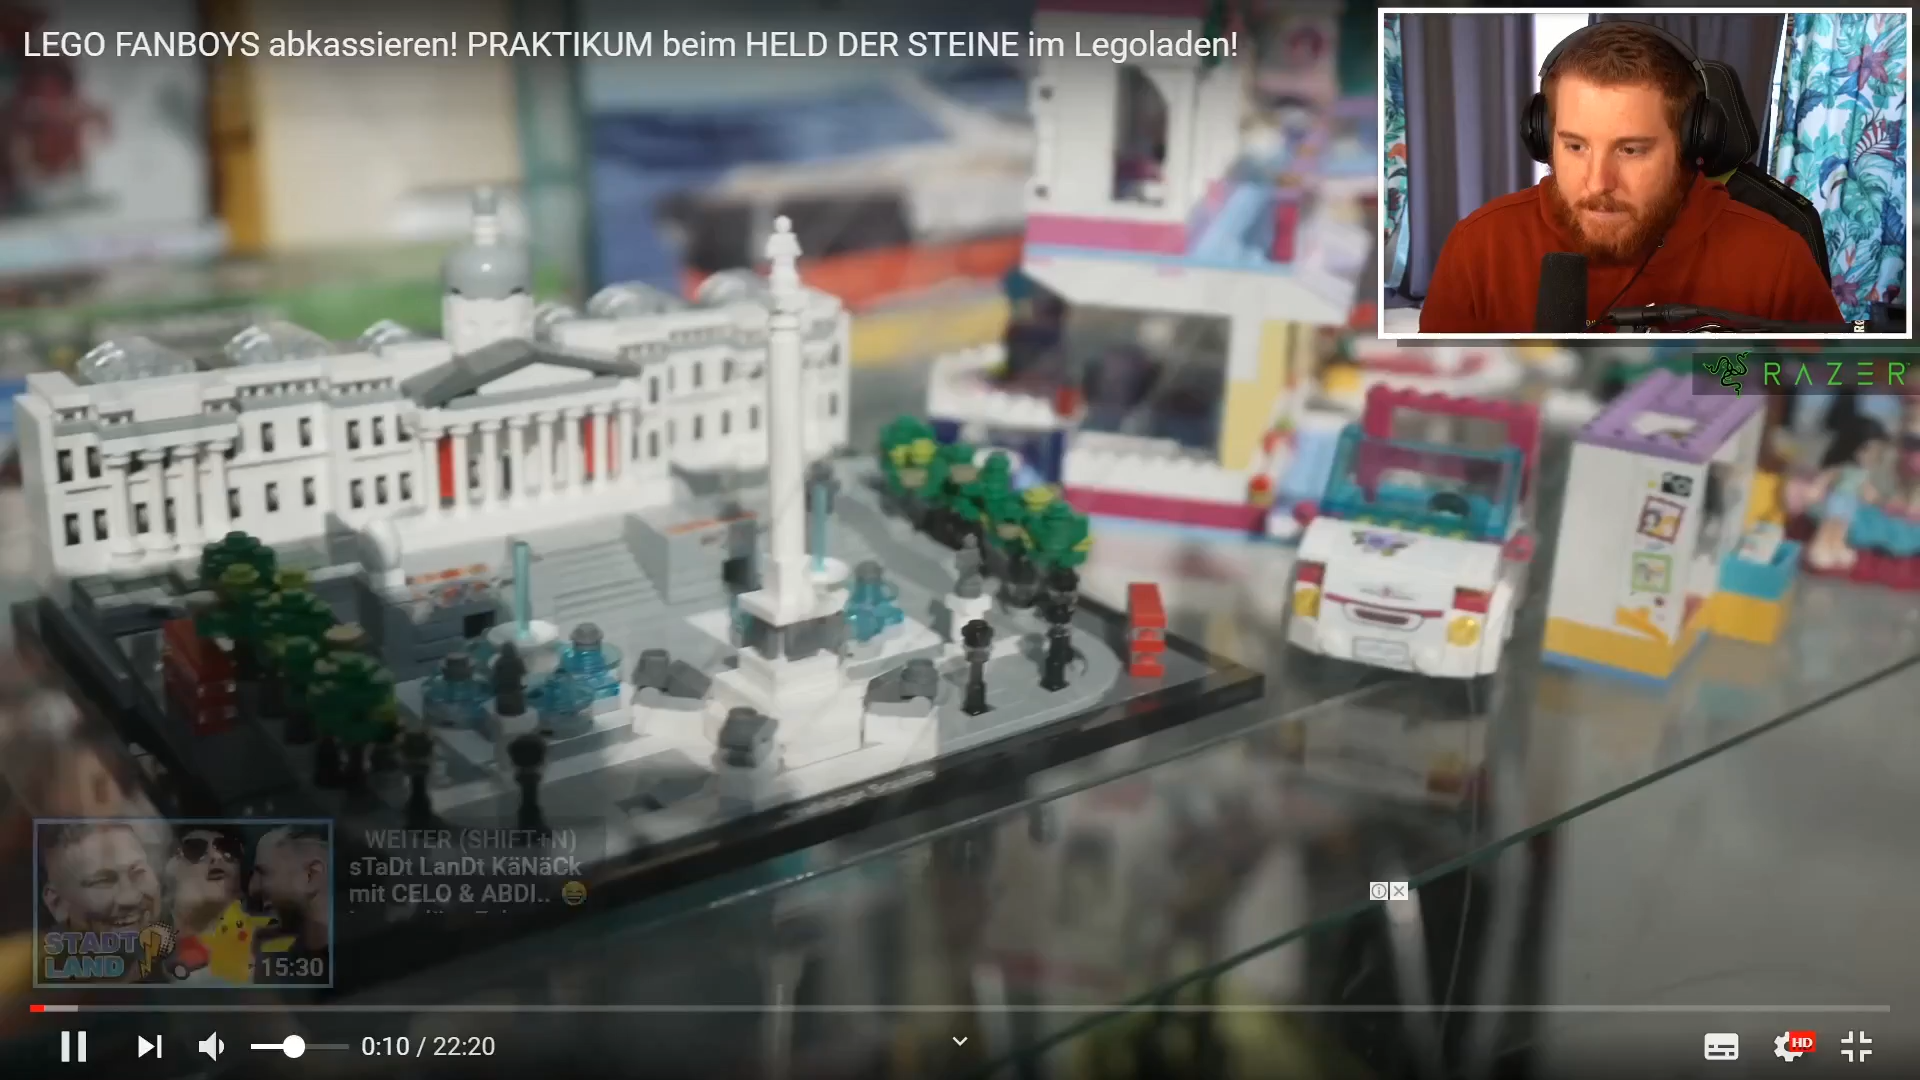 LEGO FANBOYS abkassieren! PRAKTIKUM beim HELD DER STEINE im Legoladen!
RAZER
WEITER (SHIFT+N)
sTaDt LanDt KäNäCk
mit CELO & ABDI.. 😂
STADT
LAND
15:30
0:10 / 22:20
HD